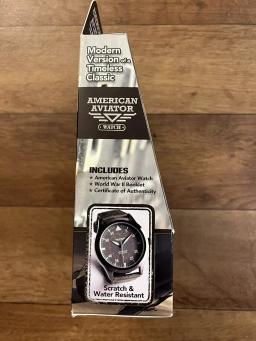 Modern
Version of a
Timeless
Classic
AMERICAN
AVIATOR
WATCH
INCLUDES
★ American Aviator Watch
★ World War II Booklet
★ Certificate of Authenticity
Scratch &
Water Resistant